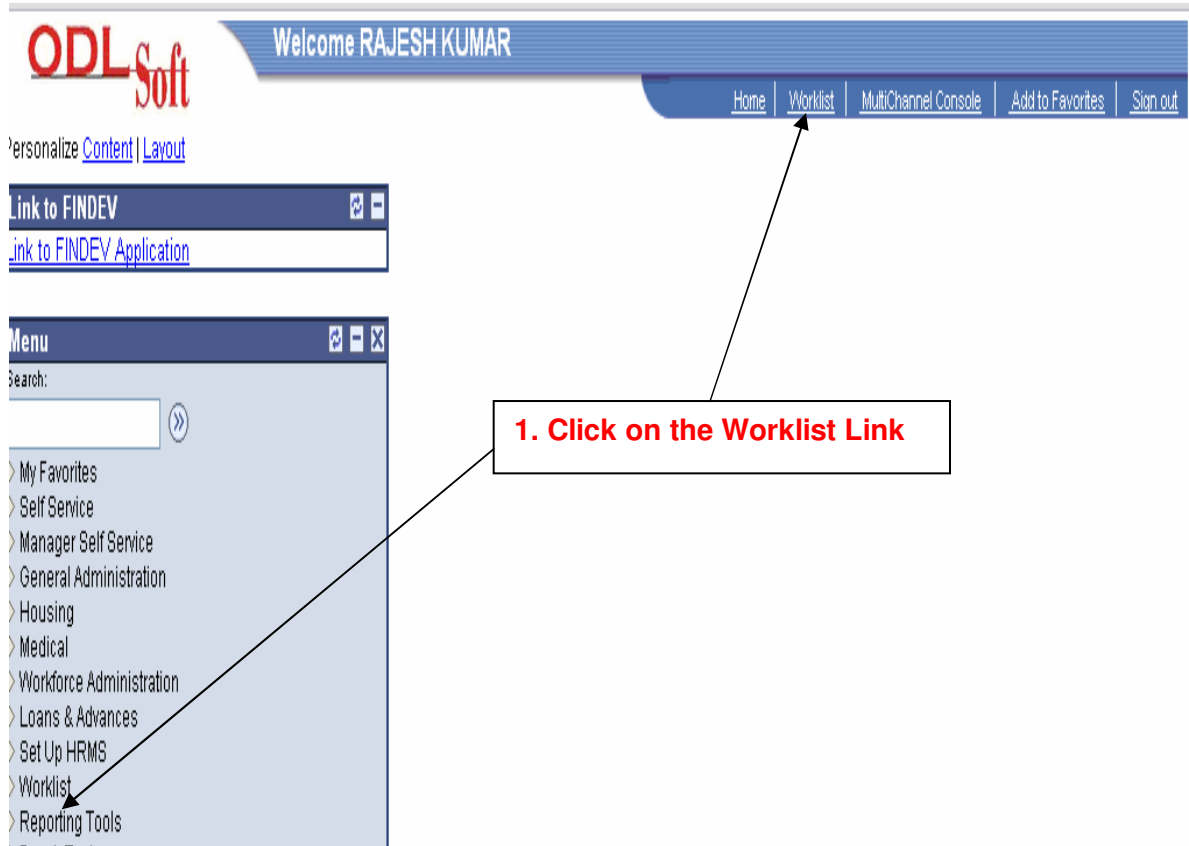 ODLSoft
Welcome RAJESH KUMAR
Home | Worklist | MultiChannel Console | Add to Favorites | Sign out
Personalize Content | Layout
Link to FINDEV
Link to FINDEV Application
Menu
Search:
My Favorites
Self Service
Manager Self Service
General Administration
Housing
Medical
Workforce Administration
Loans & Advances
Set Up HRMS
Worklist
Reporting Tools
1. Click on the Worklist Link